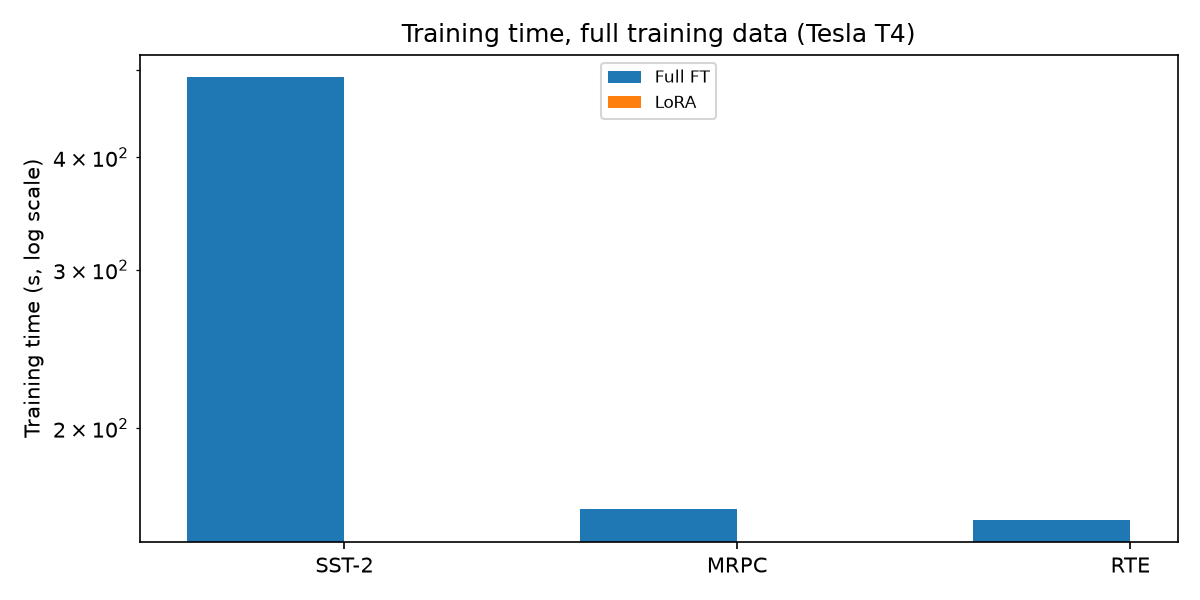 Training time, full training data (Tesla T4)
Full FT
LoRA
Training time (s, log scale)
4 × 10²
3 × 10²
2 × 10²
SST-2
MRPC
RTE